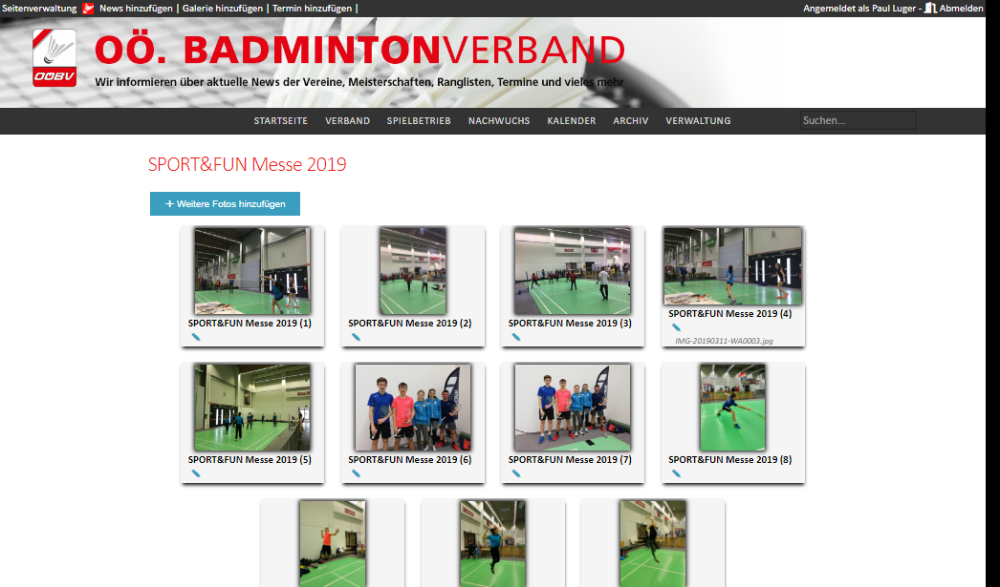 Seitenverwaltung News hinzufügen | Galerie hinzufügen | Termin hinzufügen | Angemeldet als Paul Luger - Abmelden
OÖ. BADMINTONVERBAND
OÖBV
Wir informieren über aktuelle News der Vereine, Meisterschaften, Ranglisten, Termine und vieles mehr
STARTSEITE VERBAND SPIELBETRIEB NACHWUCHS KALENDER ARCHIV VERWALTUNG Suchen...
SPORT&FUN Messe 2019
+ Weitere Fotos hinzufügen
SPORT&FUN Messe 2019 (1) SPORT&FUN Messe 2019 (2) SPORT&FUN Messe 2019 (3) SPORT&FUN Messe 2019 (4)
IMG-20190311-WA0003.jpg
SPORT&FUN Messe 2019 (5) SPORT&FUN Messe 2019 (6) SPORT&FUN Messe 2019 (7) SPORT&FUN Messe 2019 (8)